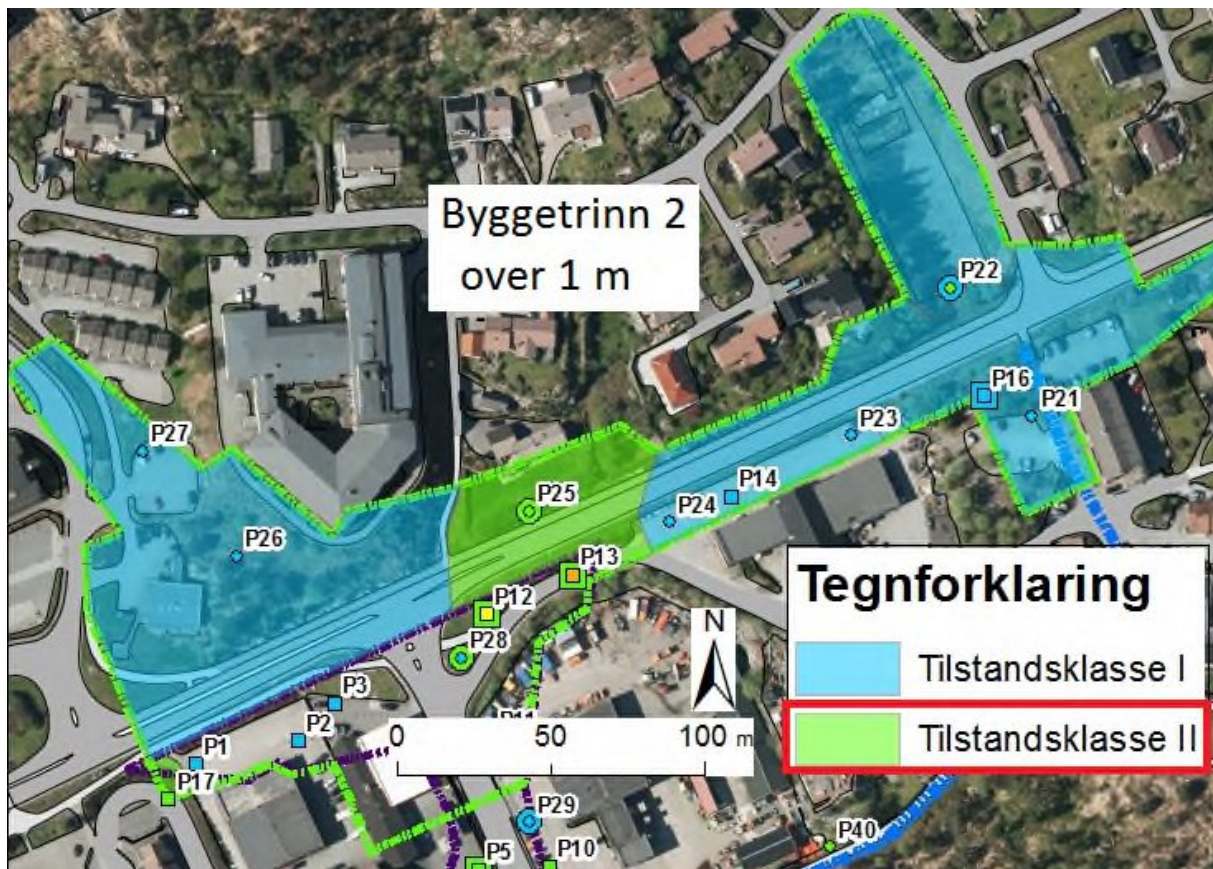 Byggetrinn 2
over 1 m
P22
P16
P21
P27
P23
P25
P14
P24
P26
P13
P12
Tegnforklaring
N
P28
Tilstandsklasse I
P3
P11
P2
0 50 100 m
Tilstandsklasse II
P1
P17
P29
P40
P5
P10